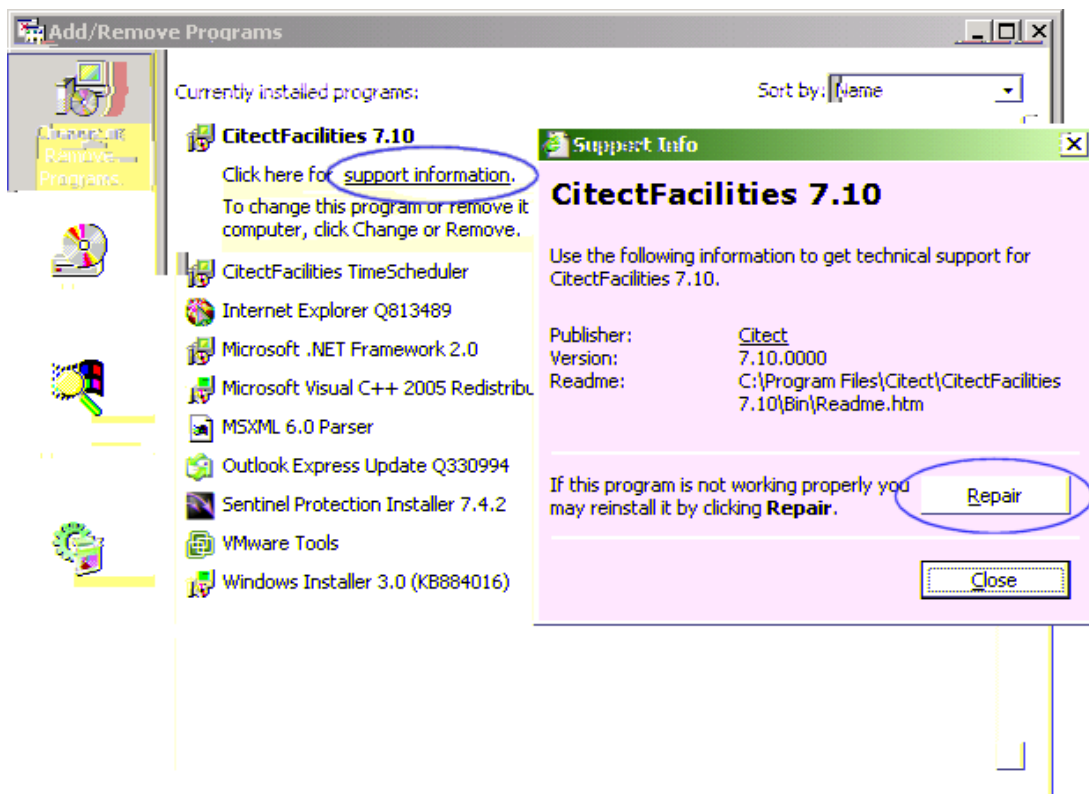 Add/Remove Programs
Currently installed programs:
Sort by: Name
Remove
Programs
CitectFacilities 7.10
Click here for support information.
To change this program or remove it
computer, click Change or Remove.
CitectFacilities TimeScheduler
Internet Explorer Q813489
Microsoft .NET Framework 2.0
Microsoft Visual C++ 2005 Redistribu
MSXML 6.0 Parser
Outlook Express Update Q330994
Sentinel Protection Installer 7.4.2
VMware Tools
Windows Installer 3.0 (KB884016)
Support Info
CitectFacilities 7.10
Use the following information to get technical support for
CitectFacilities 7.10.
Publisher: Citect
Version: 7.10.0000
Readme: C:\Program Files\Citect\CitectFacilities
7.10\Bin\Readme.htm
If this program is not working properly you
may reinstall it by clicking Repair.
Repair
Close